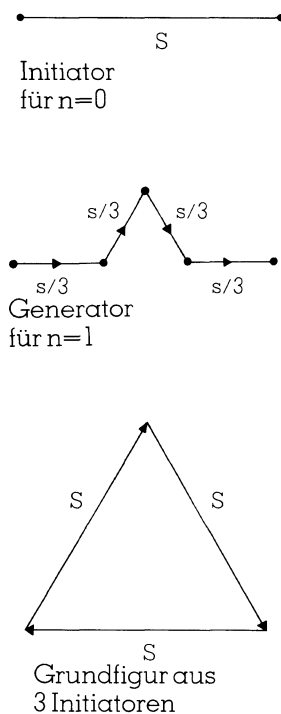 S
Initiator
für n=0
s/3 s/3
s/3 s/3
Generator
für n=1
S S
S
Grundfigur aus
3 Initiatoren